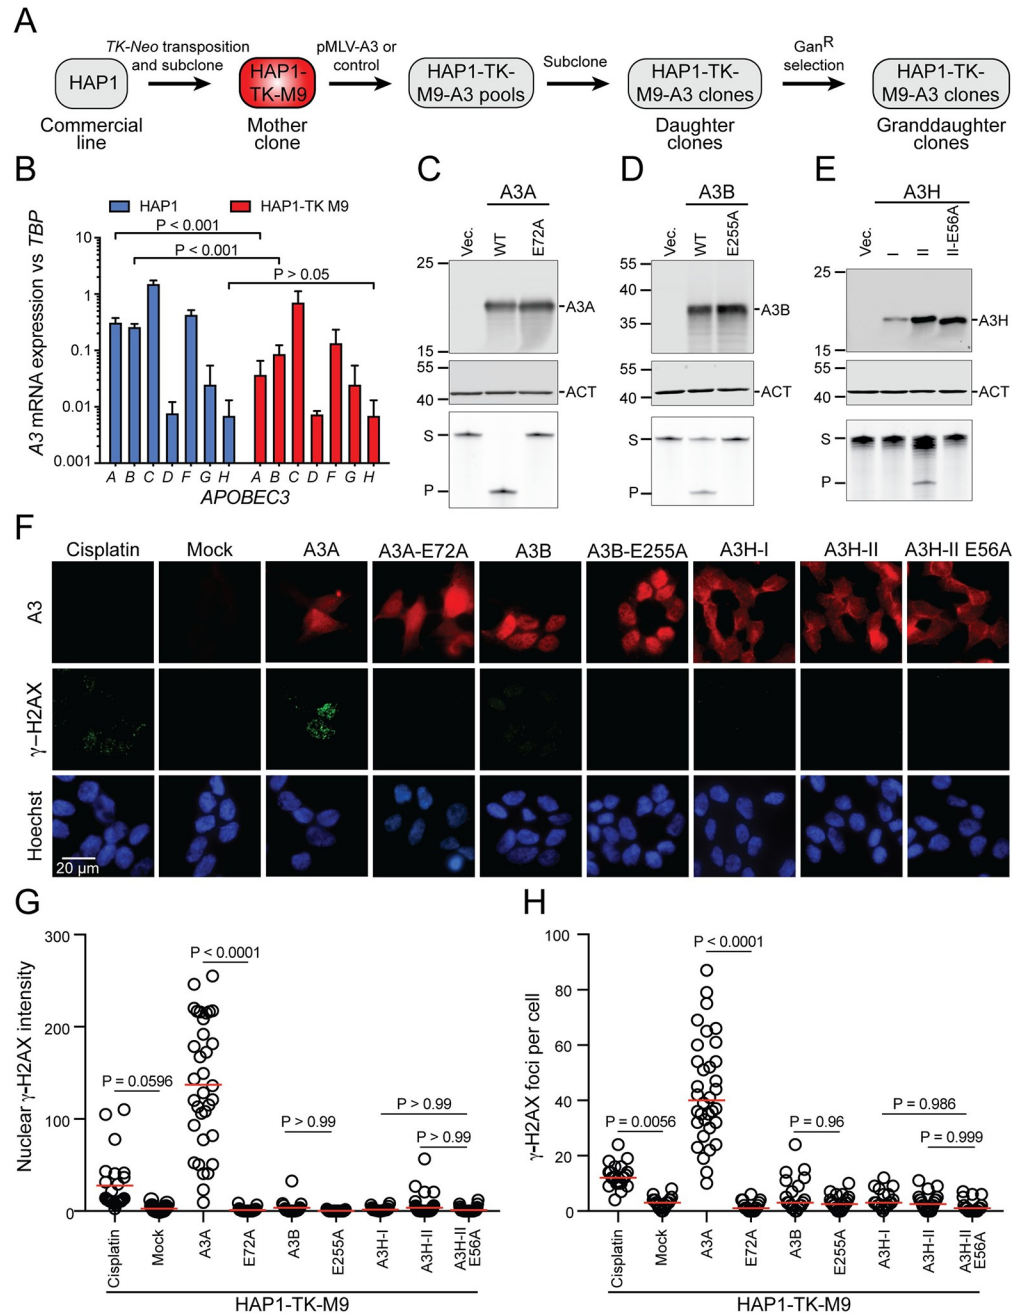 A
HAP1
Commercial
line
TK-Neo transposition
and subclone
HAP1-
TK-M9
Mother
clone
pMLV-A3 or
control
HAP1-TK-
M9-A3 pools
Subclone
HAP1-TK-
M9-A3 clones
Daughter
clones
GanR
selection
HAP1-TK-
M9-A3 clones
Granddaughter
clones
B
HAP1
HAP1-TK M9
P < 0.001
P < 0.001
P > 0.05
A3 mRNA expression vs TBP
10
1
0.1
0.01
0.001
A B C D F G H A B C D F G H
APOBEC3
C
A3A
Vec.
WT
E72A
25
A3A
15
55
40
ACT
S
P
D
A3B
Vec.
WT
E255A
55
40
A3B
35
55
40
ACT
S
P
E
A3H
Vec.
I
II
II-E56A
25
A3H
15
55
40
ACT
S
P
F
Cisplatin Mock A3A A3A-E72A A3B A3B-E255A A3H-I A3H-II A3H-II E56A
A3
γ–H2AX
Hoechst
20 μm
G
Nuclear γ-H2AX intensity
300
200
100
0
P = 0.0596
P < 0.0001
P > 0.99
P > 0.99
P > 0.99
Cisplatin
Mock
A3A
E72A
A3B
E255A
A3H-I
A3H-II
A3H-II
E56A
HAP1-TK-M9
H
γ-H2AX foci per cell
100
80
60
40
20
0
P = 0.0056
P < 0.0001
P = 0.96
P = 0.986
P = 0.999
Cisplatin
Mock
A3A
E72A
A3B
E255A
A3H-I
A3H-II
A3H-II
E56A
HAP1-TK-M9